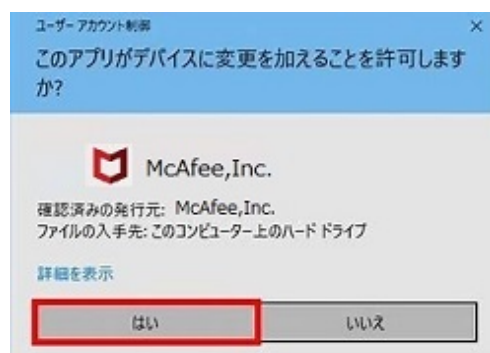 ユーザー アカウント制御
×
このアプリがデバイスに変更を加えることを許可します
か?
McAfee,Inc.
確認済みの発行元: McAfee,Inc.
ファイルの入手先: このコンピューター上のハード ドライブ
詳細を表示
はい
いいえ